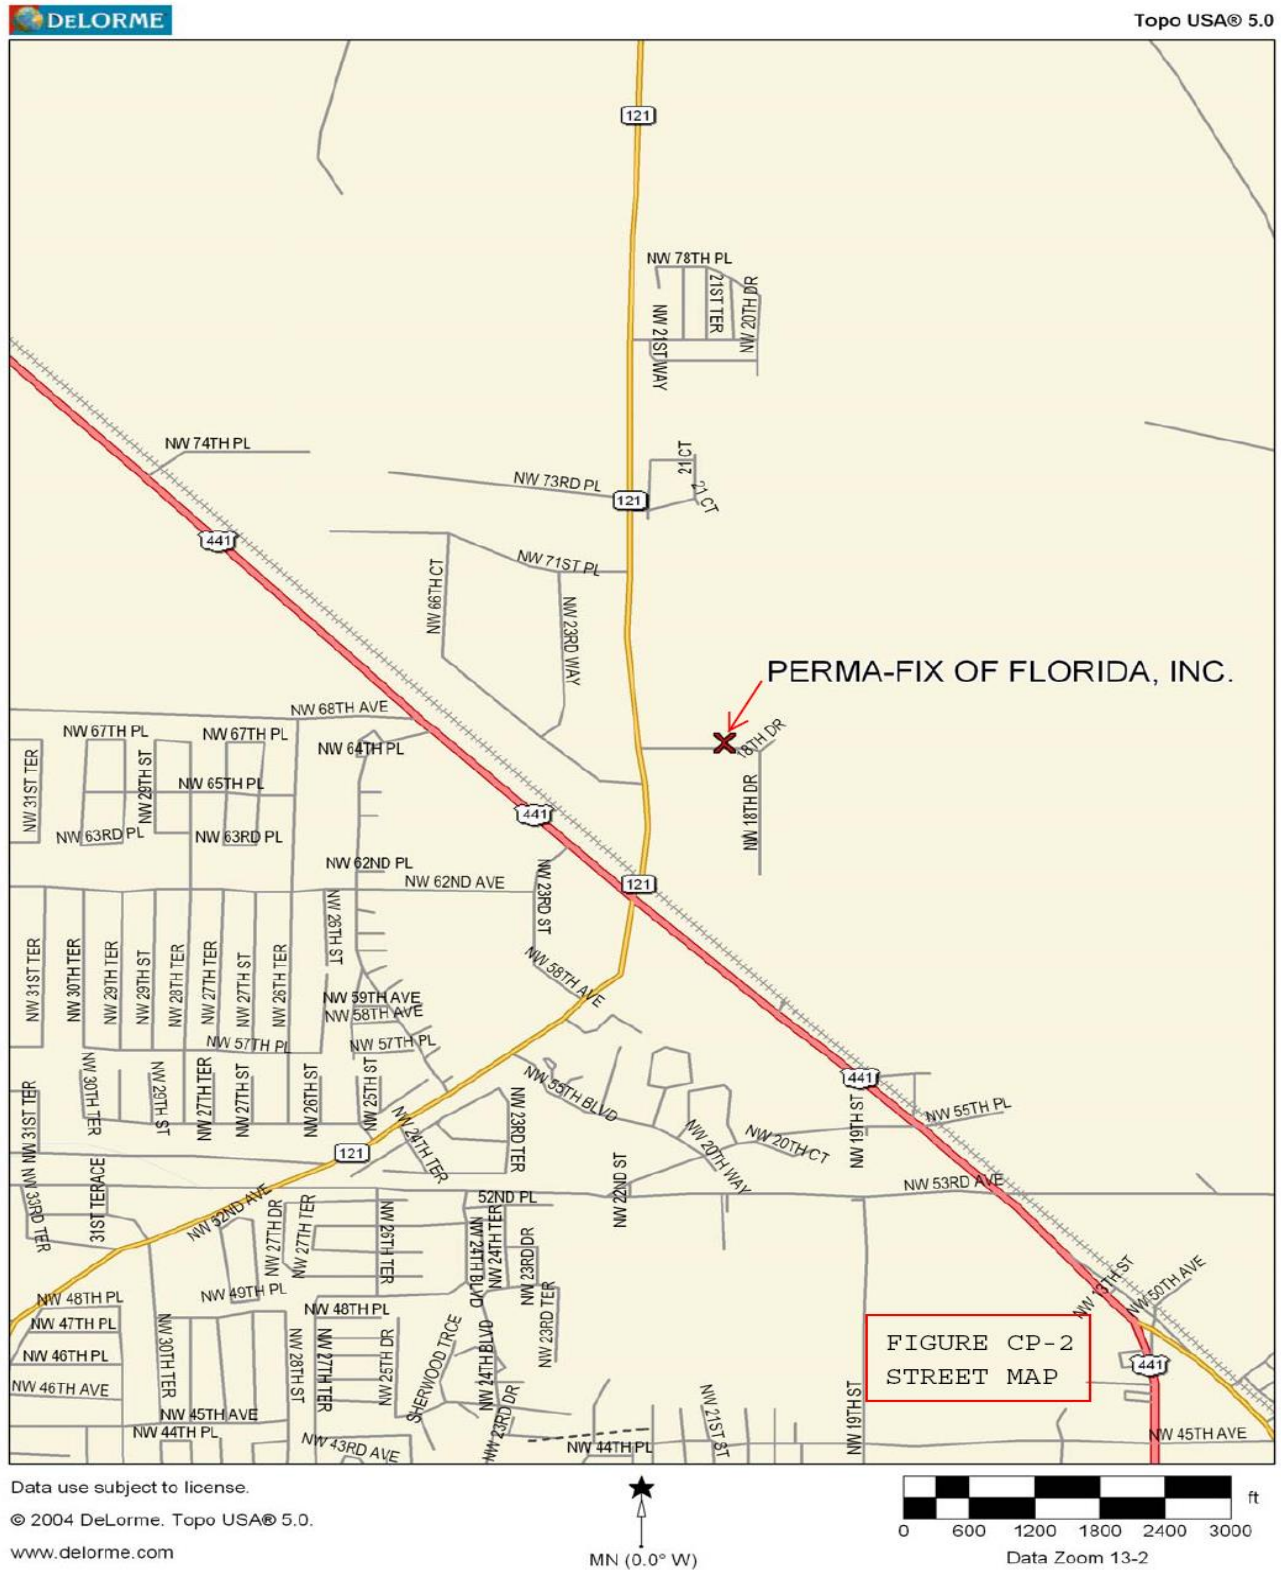 DELORME
Topo USA® 5.0
121
NW 78TH PL
21ST TER
NW 20TH DR
NW 21ST WAY
NW 74TH PL
21 CT
NW 73RD PL
121
21 CT
441
NW 71ST PL
NW 66TH CT
NW 23RD WAY
PERMA-FIX OF FLORIDA, INC.
NW 68TH AVE
18TH DR
NW 67TH PL
NW 67TH PL
NW 64TH PL
NW 31ST TER
NW 29TH ST
NW 65TH PL
NW 18TH DR
441
NW 63RD PL
NW 63RD PL
NW 62ND PL
NW 62ND AVE
121
NW 23RD ST
NW 26TH ST
NW 31ST TER
NW 30TH TER
NW 29TH TER
NW 29TH ST
NW 28TH TER
NW 27TH TER
NW 27TH ST
NW 26TH TER
NW 58TH AVE
NW 59TH AVE
NW 58TH AVE
NW 57TH PL
NW 57TH PL
NW 31ST TER
NW 30TH TER
NW 29TH ST
NW 27TH TER
NW 27TH ST
NW 26TH ST
NW 25TH ST
NW 55TH BLVD
441
NW 24TH TER
NW 23RD TER
NW 19TH ST
NW 55TH PL
NW 20TH CT
NW 20TH WAY
121
NW 22ND ST
NW 53RD AVE
NW
NW 33RD TER
31ST TERACE
NW 52ND AVE
52ND PL
NW 27TH DR
NW 27TH TER
NW 26TH TER
NW 24TH BLVD
NW 24TH TER
NW 23RD DR
NW 49TH PL
NW 13TH ST
NW 50TH AVE
NW 48TH PL
NW 48TH PL
NW 47TH PL
NW 23RD TER
NW 46TH PL
NW 46TH AVE
NW 30TH TER
NW 28TH ST
NW 27TH TER
NW 25TH DR
SHERWOOD TRCE
NW 24TH BLVD
FIGURE CP-2
STREET MAP
441
NW 45TH AVE
NW 44TH PL
NW 43RD AVE
NW 23RD DR
NW 44TH PL
NW 21ST ST
NW 19TH ST
NW 45TH AVE
Data use subject to license.
© 2004 DeLorme. Topo USA® 5.0.
www.delorme.com
MN (0.0° W)
ft
0 600 1200 1800 2400 3000
Data Zoom 13-2